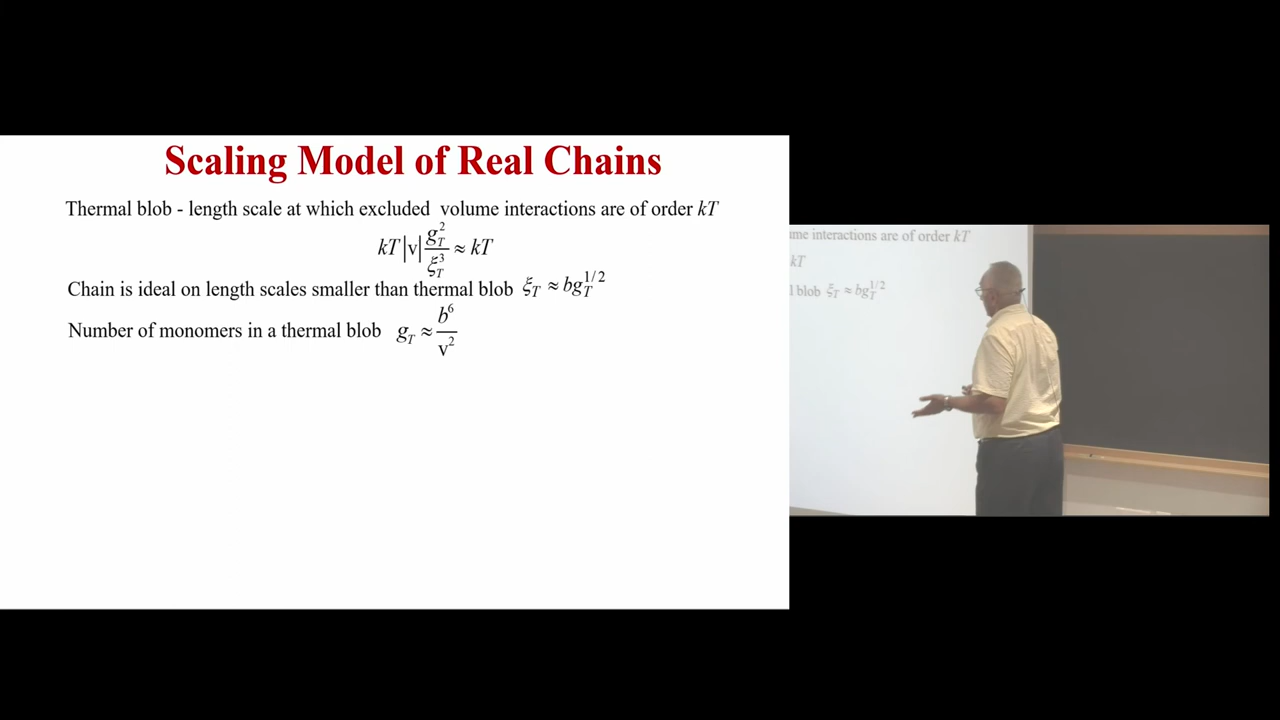 Scaling Model of Real Chains
Thermal blob - length scale at which excluded volume interactions are of order kT
kT |v| g_T^2 / ξ_T^3 ≈ kT
Chain is ideal on length scales smaller than thermal blob ξ_T ≈ bg_T^{1/2}
Number of monomers in a thermal blob g_T ≈ b^6 / v^2
ume interactions are of order kT
kT
l blob ξ_T ≈ bg_T^{1/2}